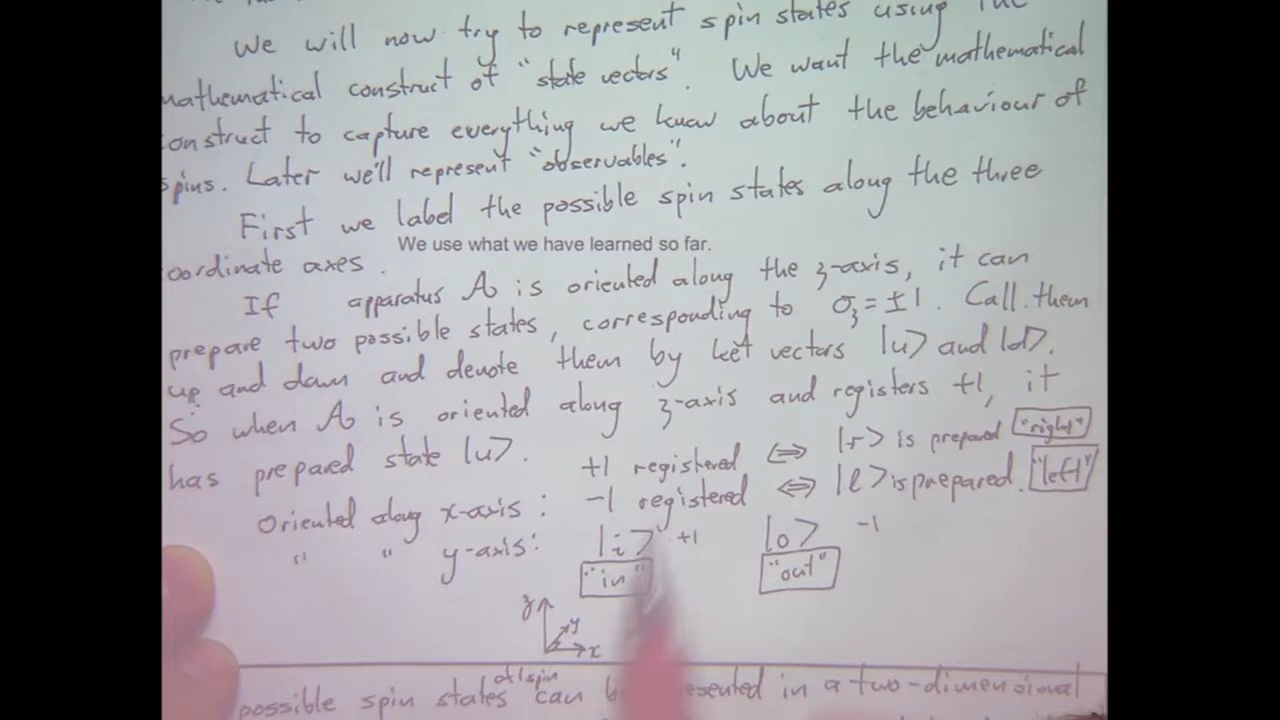 We will now try to represent spin states using the
mathematical construct of "state vectors". We want the mathematical
construct to capture everything we know about the behaviour of
spins. Later we'll represent "observables".
First we label the possible spin states along the three
We use what we have learned so far.
coordinate axes.
If apparatus A is oriented along the z-axis, it can
prepare two possible states, corresponding to σz = ±1. Call them
up and down and denote them by ket vectors |u> and |d>.
So when A is oriented along z-axis and registers +1, it
has prepared state |u>.
+1 registered ⇔ |r> is prepared "right"
Oriented along x-axis: -1 registered ⇔ |l> is prepared. "left"
" " y-axis: |i> +1 |o> -1
"in" "out"
z
y
x
of 1 spin
possible spin states can be in a two-dimensional